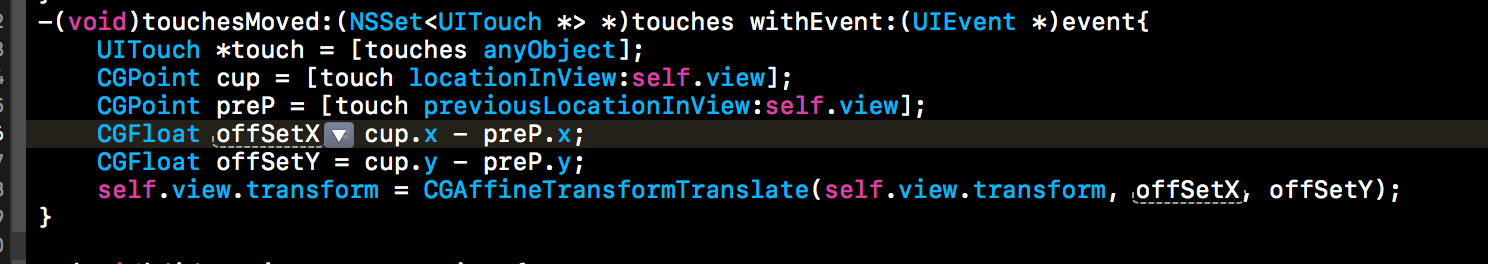 -(void)touchesMoved:(NSSet<UITouch *> *)touches withEvent:(UIEvent *)event{
UITouch *touch = [touches anyObject];
CGPoint cup = [touch locationInView:self.view];
CGPoint preP = [touch previousLocationInView:self.view];
CGFloat offSetX cup.x - preP.x;
CGFloat offSetY = cup.y - preP.y;
self.view.transform = CGAffineTransformTranslate(self.view.transform, offSetX, offSetY);
}